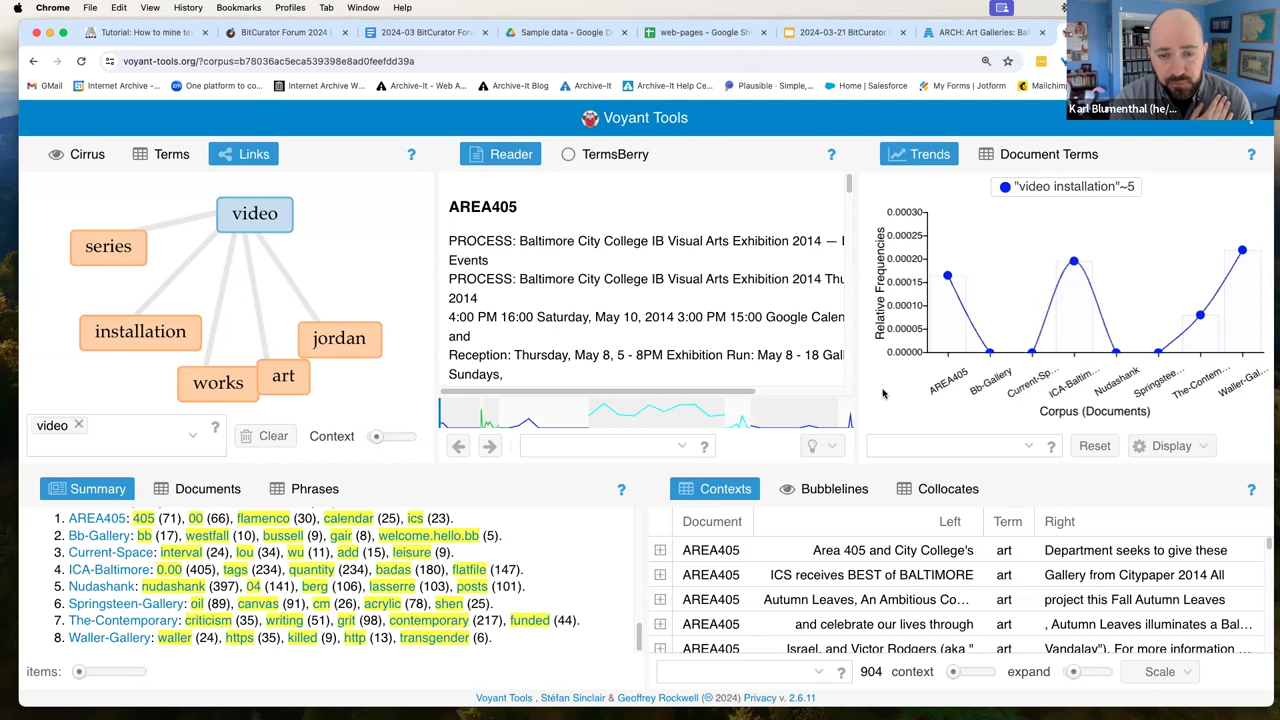 Chrome File Edit View History Bookmarks Profiles Tab Window Help
Tutorial: How to mine te
BitCurator Forum 2024 |
2024-03 BitCurator Foru
Sample data - Google D
web-pages - Google She
2024-03-21 BitCurator F
ARCH: Art Galleries: Bal
voyant-tools.org/?corpus=b78036ac5eca539398e8ad0feefdd39a
GMail
Internet Archive -...
One platform to co...
Internet Archive W...
Archive-It - Web A...
Archive-It Blog
Archive-It
Archive-It Help Ce...
Plausible · Simple,...
Home | Salesforce
My Forms | Jotform
Mailchimp
Karl Blumenthal (he/...
Voyant Tools
Cirrus Terms Links ?
video
series
installation
jordan
works
art
video ×
?
Clear
Context
Reader TermsBerry ?
AREA405
PROCESS: Baltimore City College IB Visual Arts Exhibition 2014 —
Events
PROCESS: Baltimore City College IB Visual Arts Exhibition 2014 Thu
2014
4:00 PM 16:00 Saturday, May 10, 2014 3:00 PM 15:00 Google Calen
and
Reception: Thursday, May 8, 5 - 8PM Exhibition Run: May 8 - 18 Gall
Sundays,
?
Trends Document Terms ?
"video installation"~5
Relative Frequencies
0.00030
0.00025
0.00020
0.00010
0.00010
0.00005
0.00000
AREA405
Bb-Gallery
Current-Sp...
ICA-Baltim...
Nudashank
Springstee...
The-Contem...
Waller-Gal...
Corpus (Documents)
?
Reset
Display
Summary Documents Phrases ?
1. AREA405: 405 (71), 00 (66), flamenco (30), calendar (25), ics (23).
2. Bb-Gallery: bb (17), westfall (10), bussell (9), gair (8), welcome.hello.bb (5).
3. Current-Space: interval (24), lou (34), wu (11), add (15), leisure (9).
4. ICA-Baltimore: 0.00 (405), tags (234), quantity (234), badas (180), flatfile (147).
5. Nudashank: nudashank (397), 04 (141), berg (106), lasserre (103), posts (101).
6. Springsteen-Gallery: oil (89), canvas (91), cm (26), acrylic (78), shen (25).
7. The-Contemporary: criticism (35), writing (51), grit (98), contemporary (217), funded (44).
8. Waller-Gallery: waller (24), https (35), killed (9), http (13), transgender (6).
items:
Contexts Bubblelines Collocates ?
Document Left Term Right
AREA405 Area 405 and City College's art Department seeks to give these
AREA405 ICS receives BEST of BALTIMORE art Gallery from Citypaper 2014 All
AREA405 Autumn Leaves, An Ambitious Co... art project this Fall Autumn Leaves
AREA405 and celebrate our lives through art , Autumn Leaves illuminates a Bal...
AREA405 Israel, and Victor Rodgers (aka " art Vandalay"). For more information ...
? 904 context expand Scale
Voyant Tools , Stéfan Sinclair & Geoffrey Rockwell (2024) Privacy v. 2.6.11